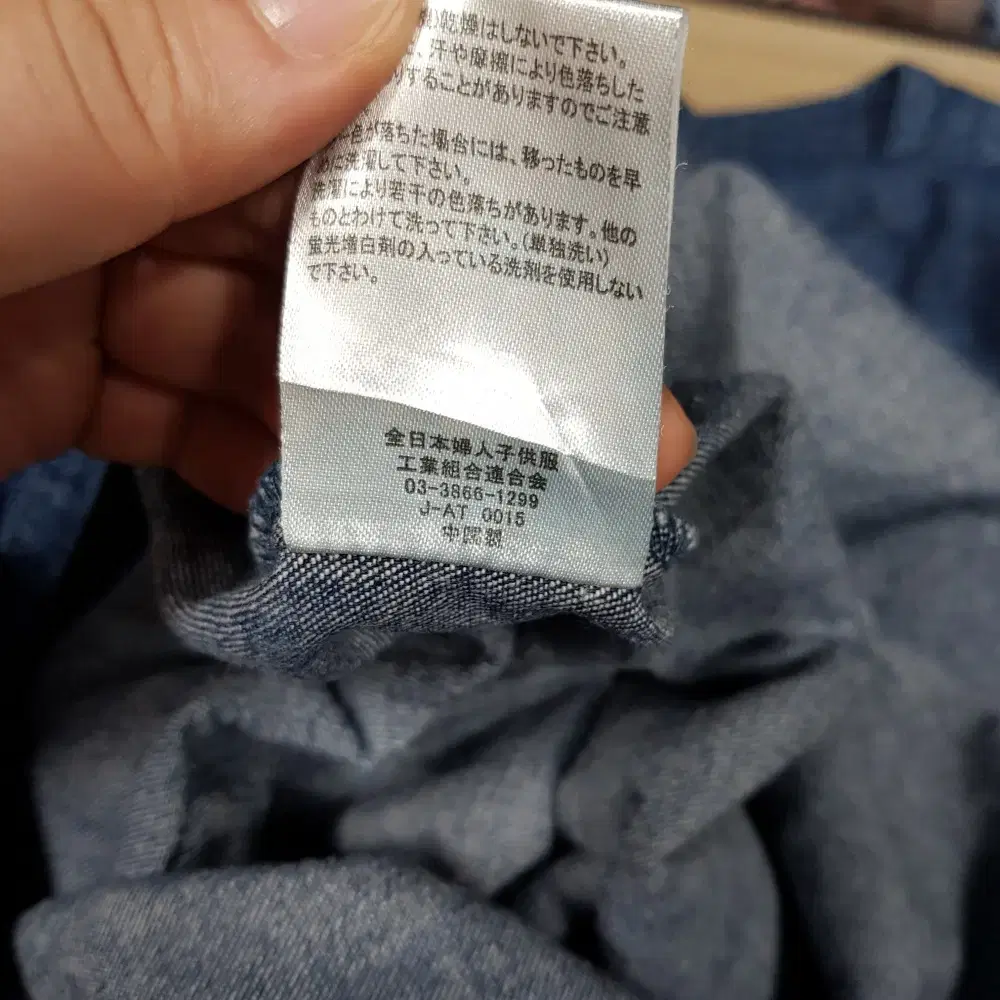 乾燥はしないで下さい。
汗や摩擦により色落ちした
することがありますのでご注意
色が落ちた場合には、移ったものを早
に洗濯して下さい。
洗濯により若干の色落ちがあります。他の
ものとわけて洗って下さい。(単独洗い)
蛍光増白剤の入っている洗剤を使用しない
で下さい。
全日本婦人子供服
工業組合連合会
03-3866-1299
J-AT 0015
中国製